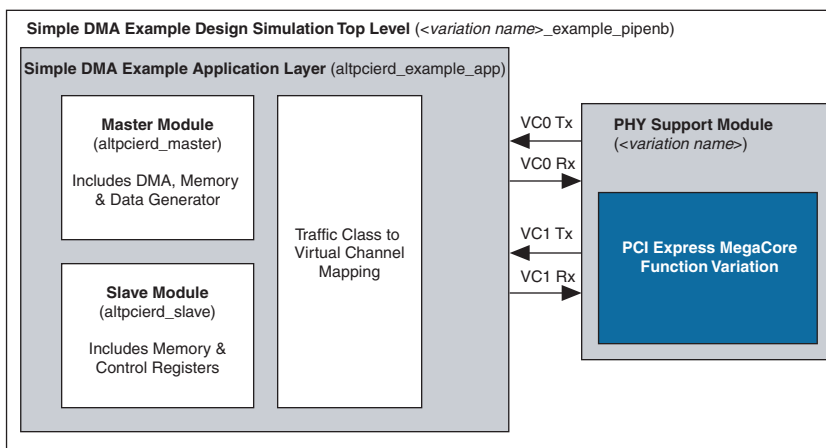 Simple DMA Example Design Simulation Top Level (<variation name>_example_pipenb)
Simple DMA Example Application Layer (altpcierd_example_app)
Master Module
(altpcierd_master)
Includes DMA, Memory
& Data Generator
Slave Module
(altpcierd_slave)
Includes Memory &
Control Registers
Traffic Class to
Virtual Channel
Mapping
VC0 Tx
VC0 Rx
VC1 Tx
VC1 Rx
PHY Support Module
(<variation name>)
PCI Express MegaCore
Function Variation